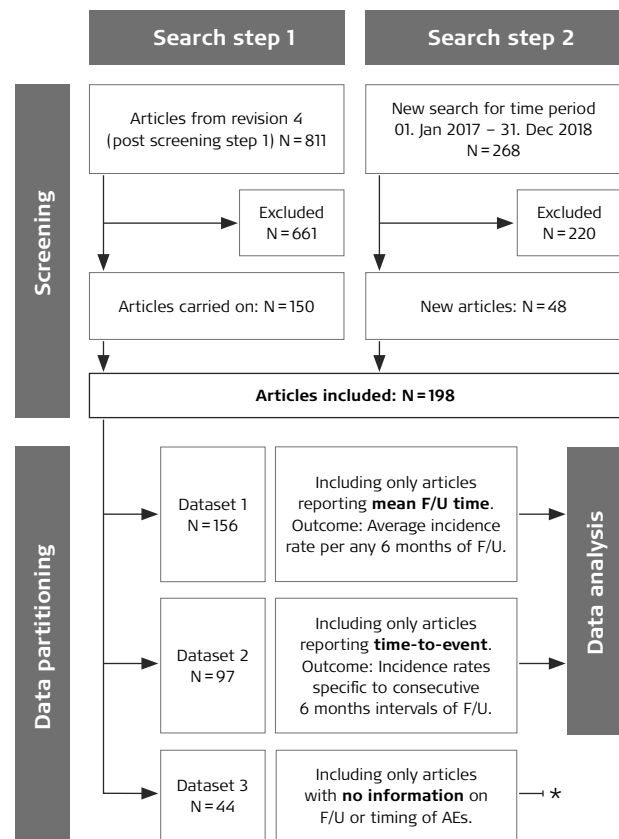 Search step 1
Search step 2
Screening
Articles from revision 4
(post screening step 1) N=811
New search for time period
01. Jan 2017 – 31. Dec 2018
N=268
Excluded
N=661
Excluded
N=220
Articles carried on: N=150
New articles: N=48
Articles included: N=198
Data partitioning
Dataset 1
N=156
Including only articles
reporting mean F/U time.
Outcome: Average incidence
rate per any 6 months of F/U.
Data analysis
Dataset 2
N=97
Including only articles
reporting time-to-event.
Outcome: Incidence rates
specific to consecutive
6 months intervals of F/U.
Dataset 3
N=44
Including only articles
with no information on
F/U or timing of AEs.
*